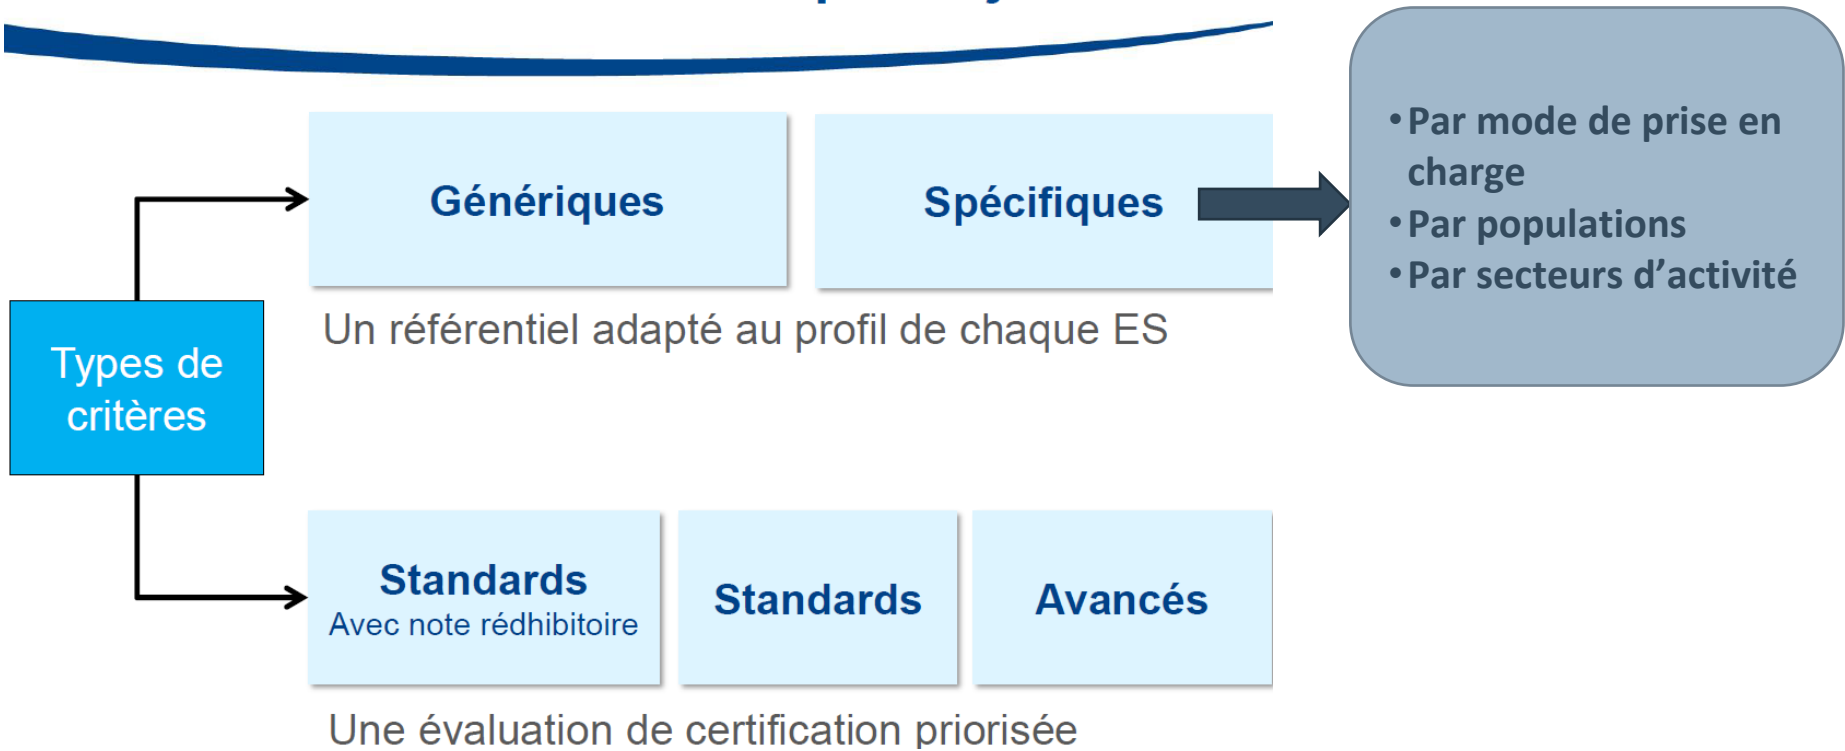 Génériques
Spécifiques
• Par mode de prise en
charge
• Par populations
• Par secteurs d’activité
Un référentiel adapté au profil de chaque ES
Types de
critères
Standards
Avec note rédhibitoire
Standards
Avancés
Une évaluation de certification priorisée